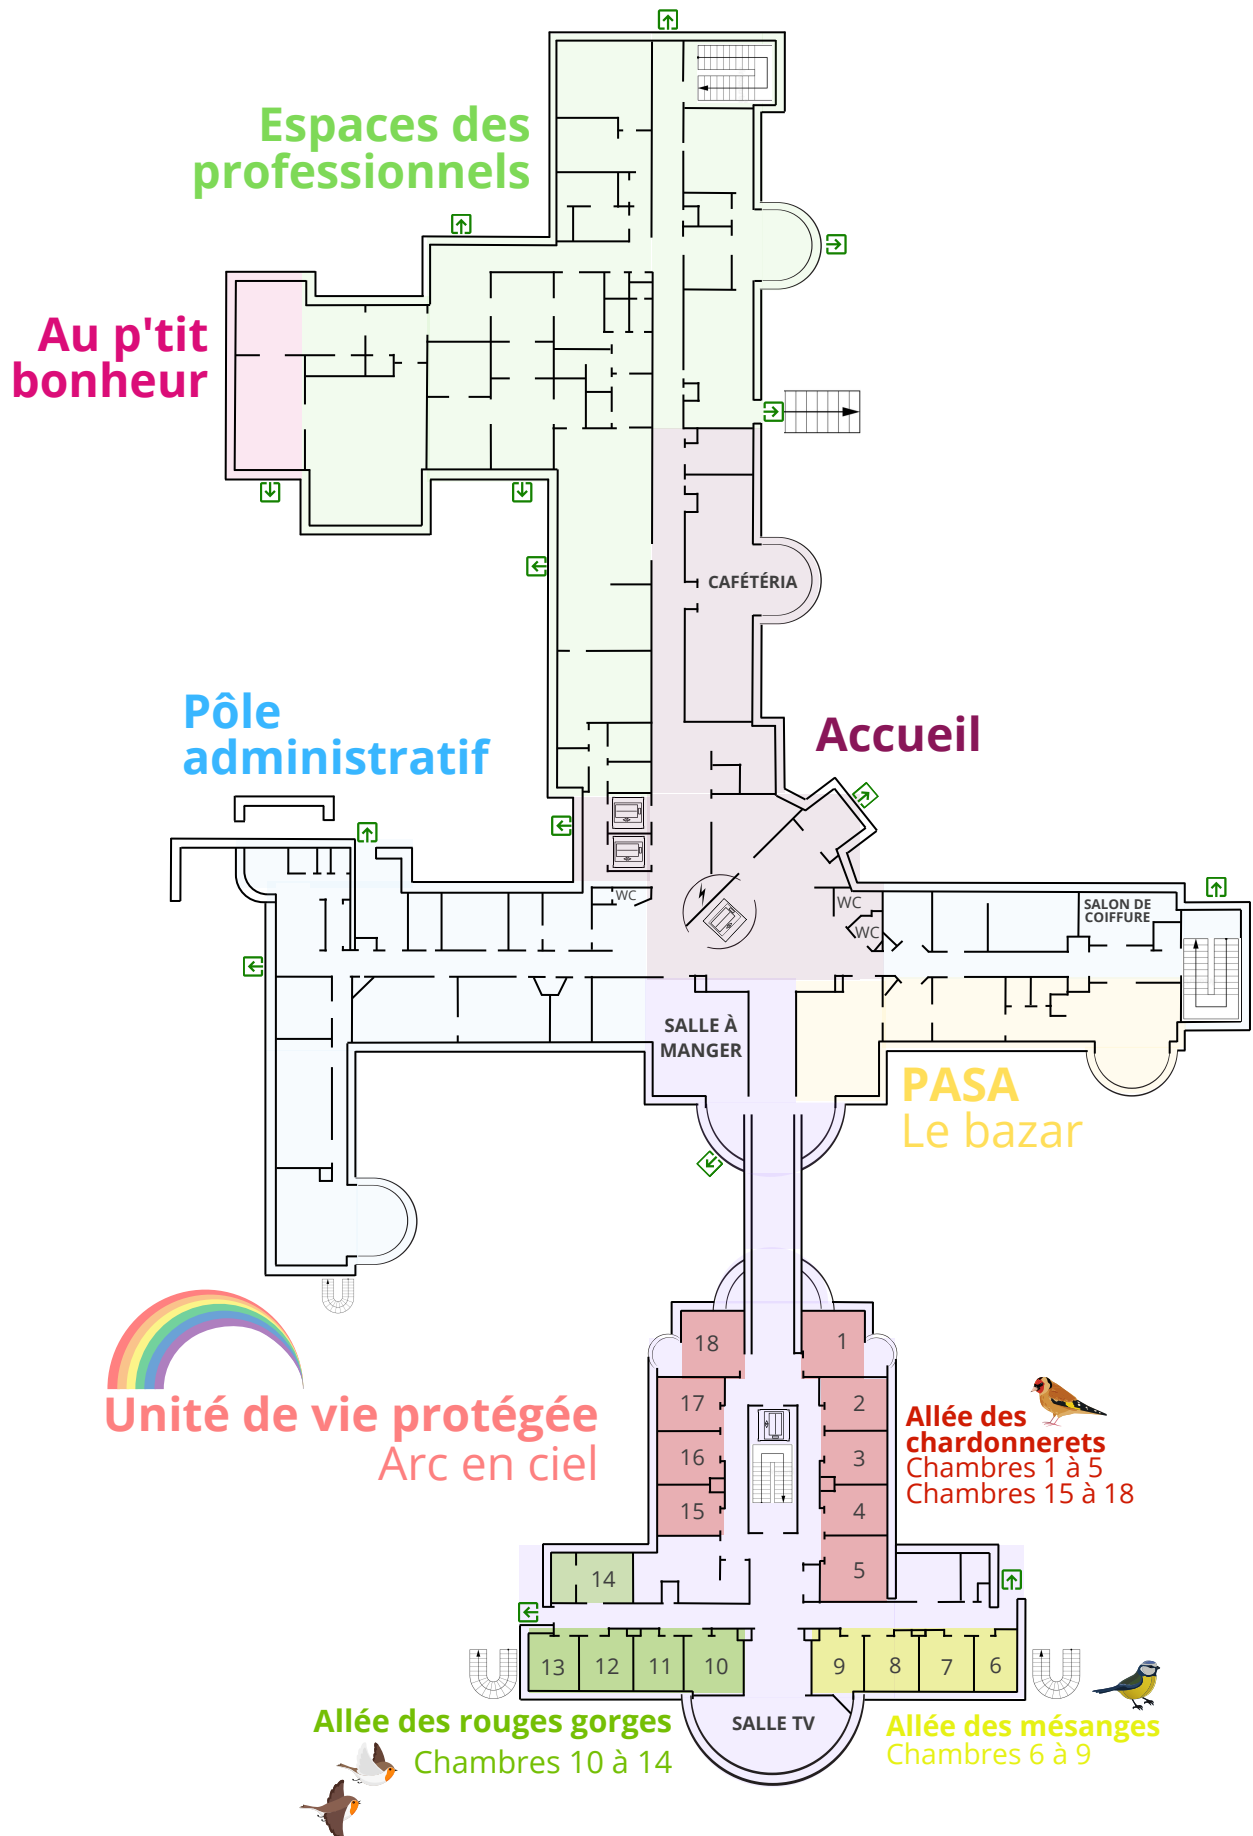 Espaces des
professionnels
Au p'tit
bonheur
CAFÉTÉRIA
Pôle
administratif
Accueil
WC
WC
WC
SALON DE
COIFFURE
SALLE À
MANGER
PASA
Le bazar
Unité de vie protégée
Arc en ciel
18
1
17
2
16
3
15
4
14
5
Allée des
chardonnerets
Chambres 1 à 5
Chambres 15 à 18
13
12
11
10
9
8
7
6
SALLE TV
Allée des rouges gorges
Chambres 10 à 14
Allée des mésanges
Chambres 6 à 9